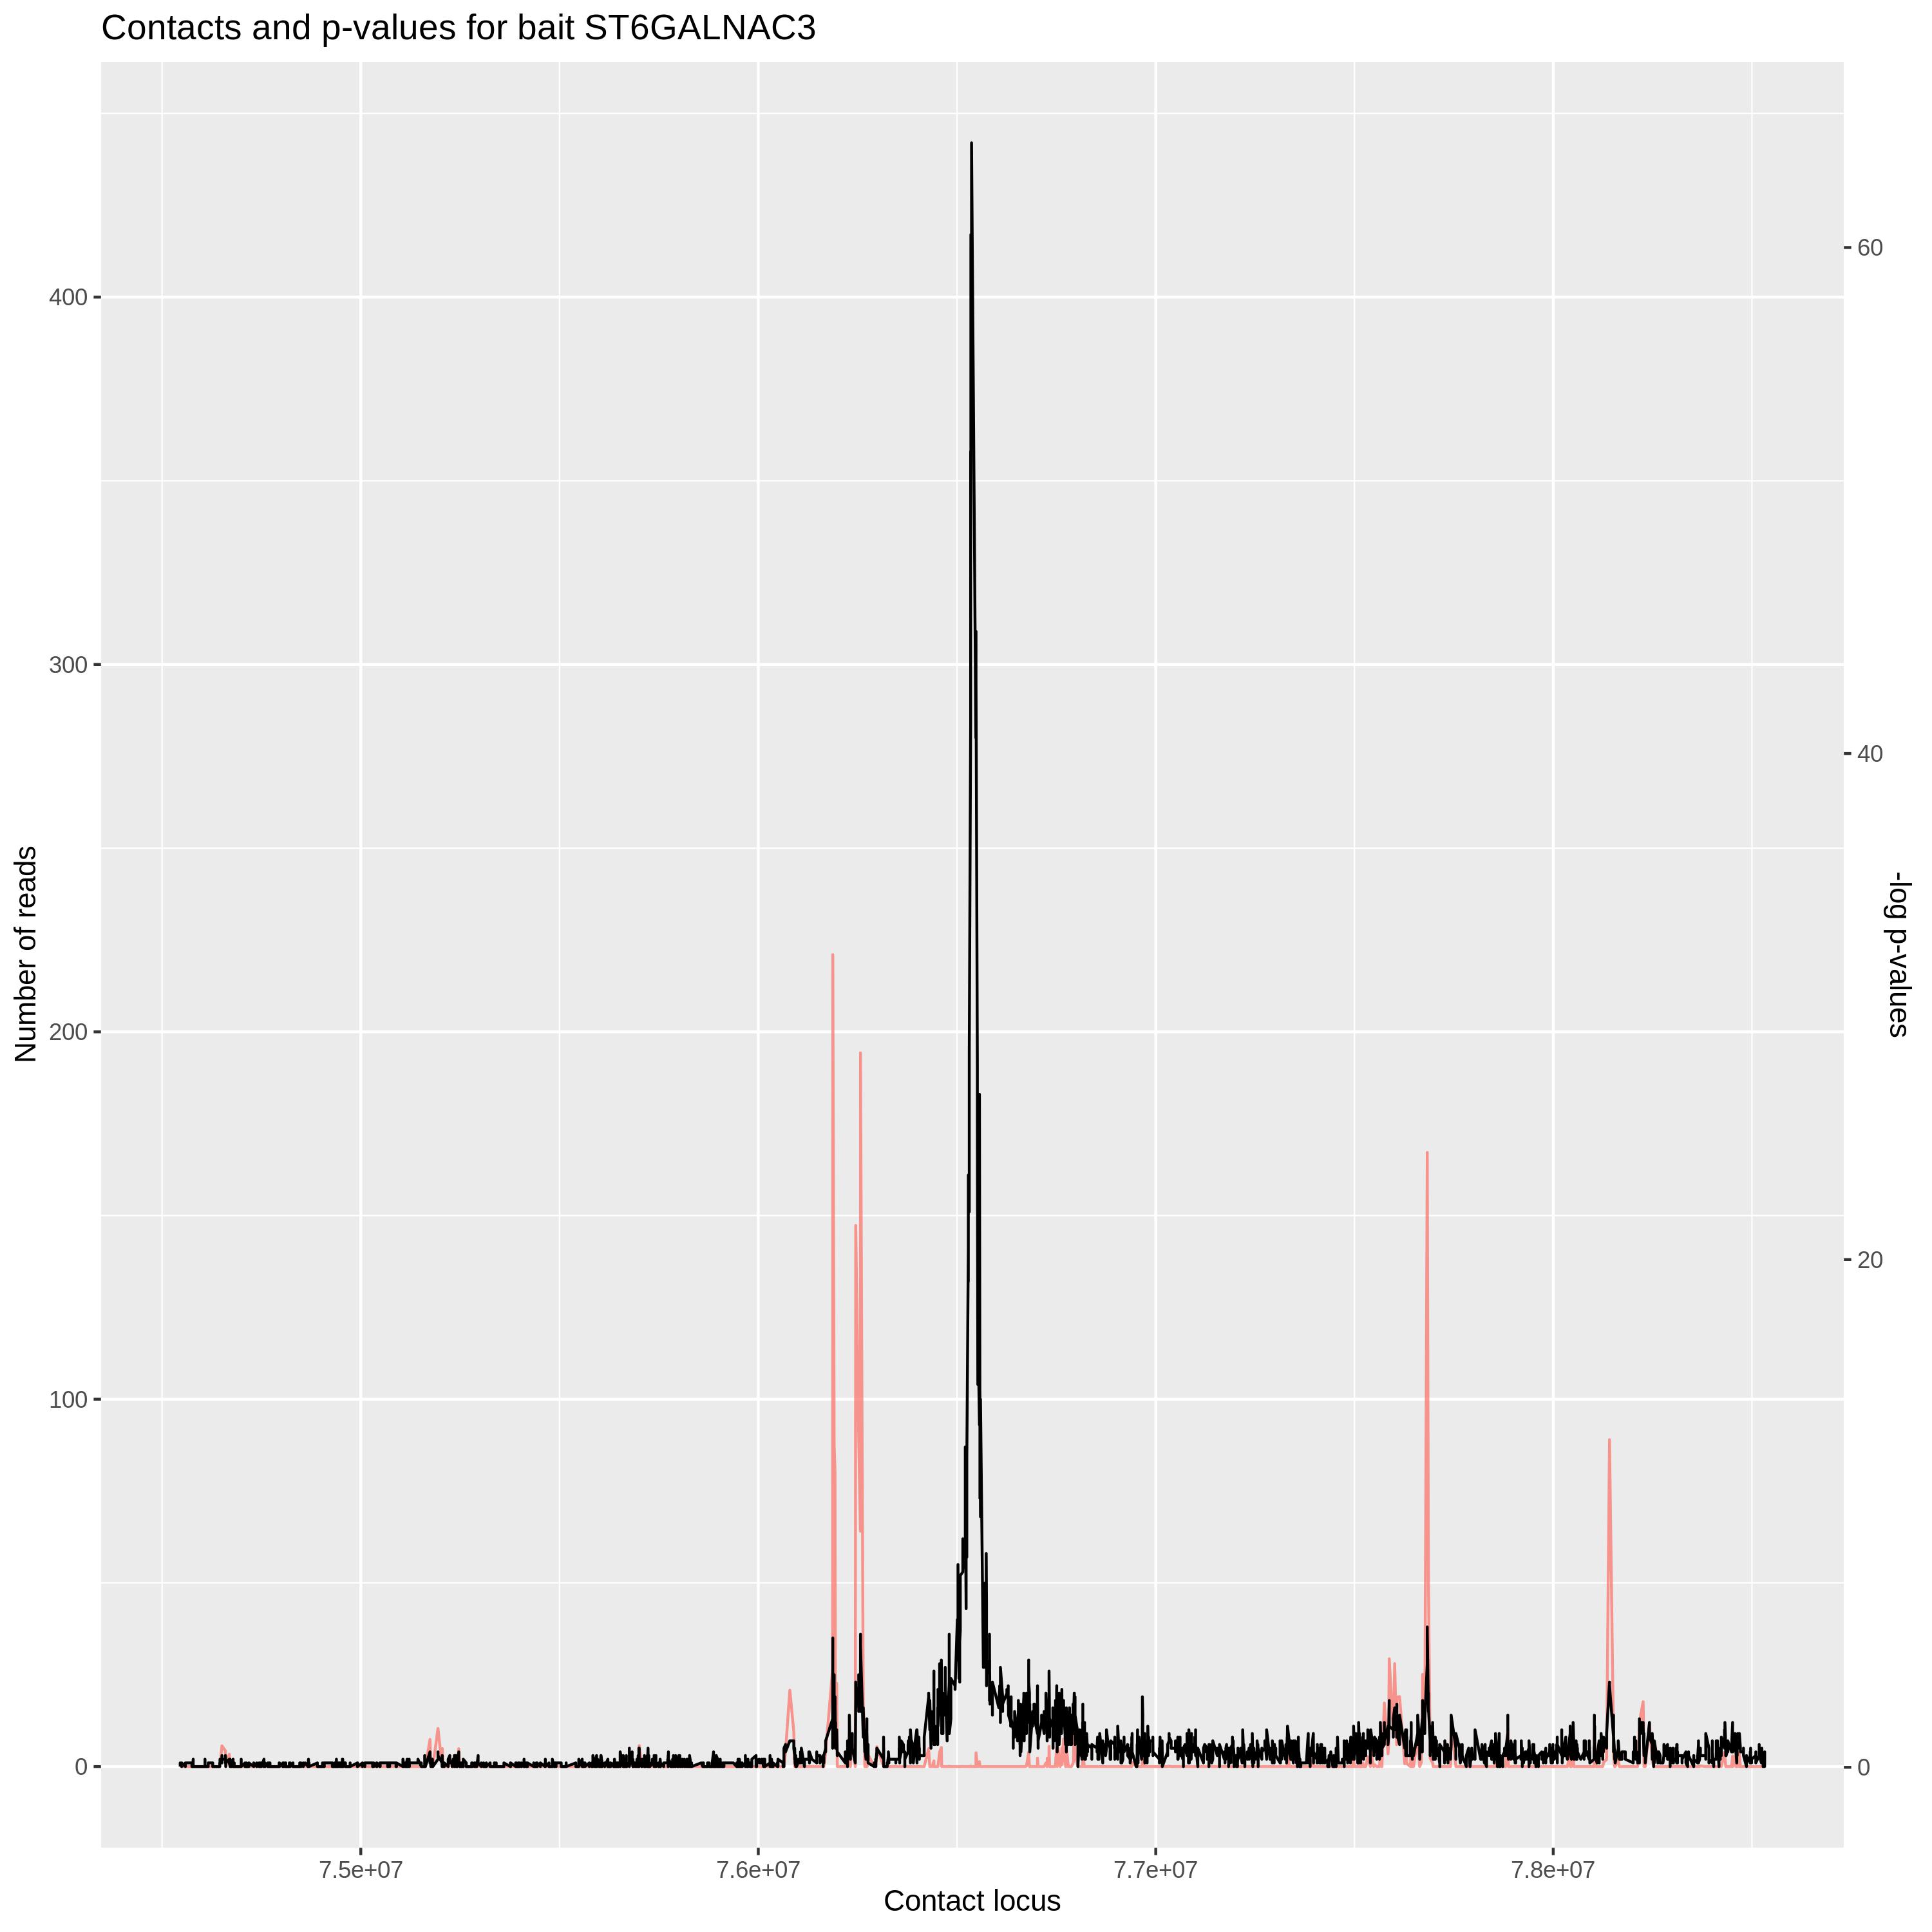 Contacts and p-values for bait ST6GALNAC3
Number of reads
400
300
200
100
0
60
40
20
0
-log p-values
7.5e+07
7.6e+07
7.7e+07
7.8e+07
Contact locus